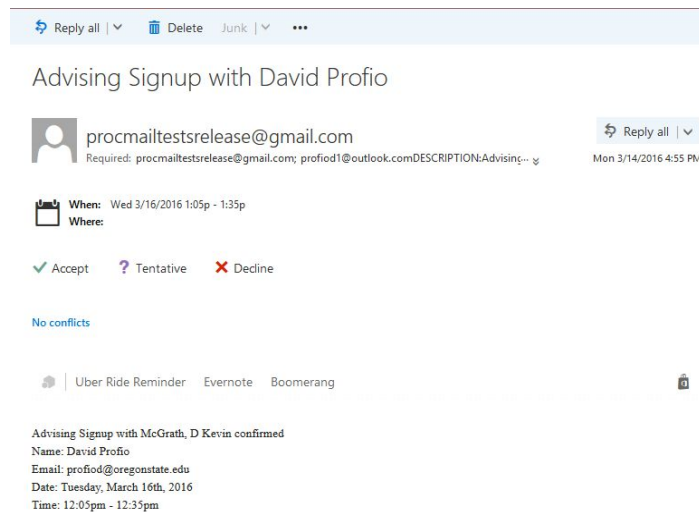 Reply all | Delete Junk | •••
Advising Signup with David Profio
procmailtestsrelease@gmail.com
Reply all |
Required: procmailtestsrelease@gmail.com; profiod1@outlook.comDESCRIPTION:Advising...
Mon 3/14/2016 4:55 PM
When: Wed 3/16/2016 1:05p - 1:35p
Where:
Accept ? Tentative Decline
No conflicts
Uber Ride Reminder Evernote Boomerang
Advising Signup with McGrath, D Kevin confirmed
Name: David Profio
Email: profiod@oregonstate.edu
Date: Tuesday, March 16th, 2016
Time: 12:05pm - 12:35pm